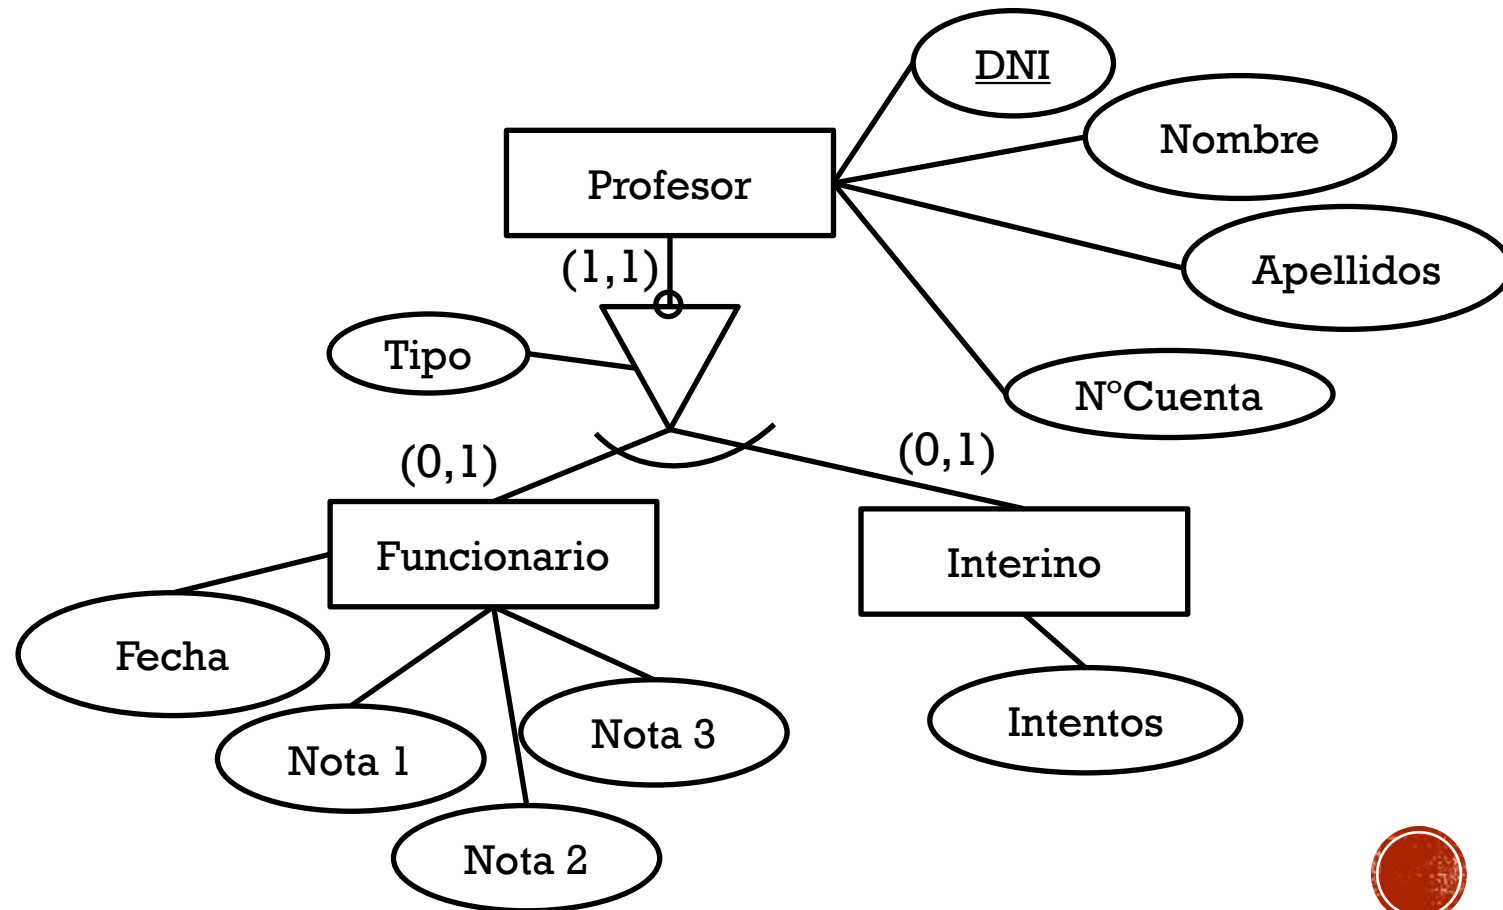 DNI
Nombre
Profesor
Apellidos
(1,1)
Tipo
NºCuenta
(0,1)
(0,1)
Funcionario
Interino
Fecha
Intentos
Nota 3
Nota 1
Nota 2